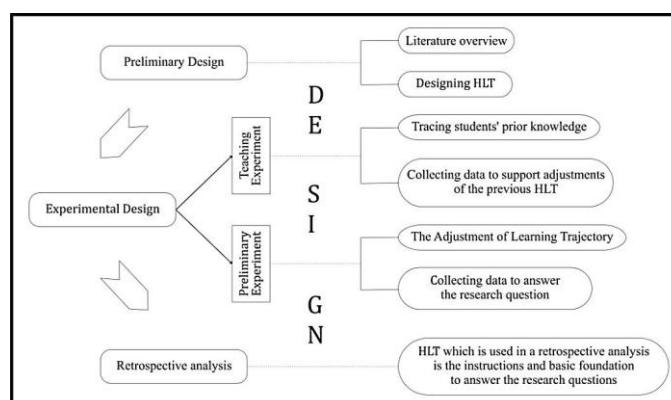 Preliminary Design
Literature overview
Designing HLT
D
E
S
I
G
N
Experimental Design
Teaching
Experiment
Tracing students' prior knowledge
Collecting data to support adjustments
of the previous HLT
Preliminary
Experiment
The Adjustment of Learning Trajectory
Collecting data to answer
the research question
Retrospective analysis
HLT which is used in a retrospective analysis
is the instructions and basic foundation
to answer the research questions